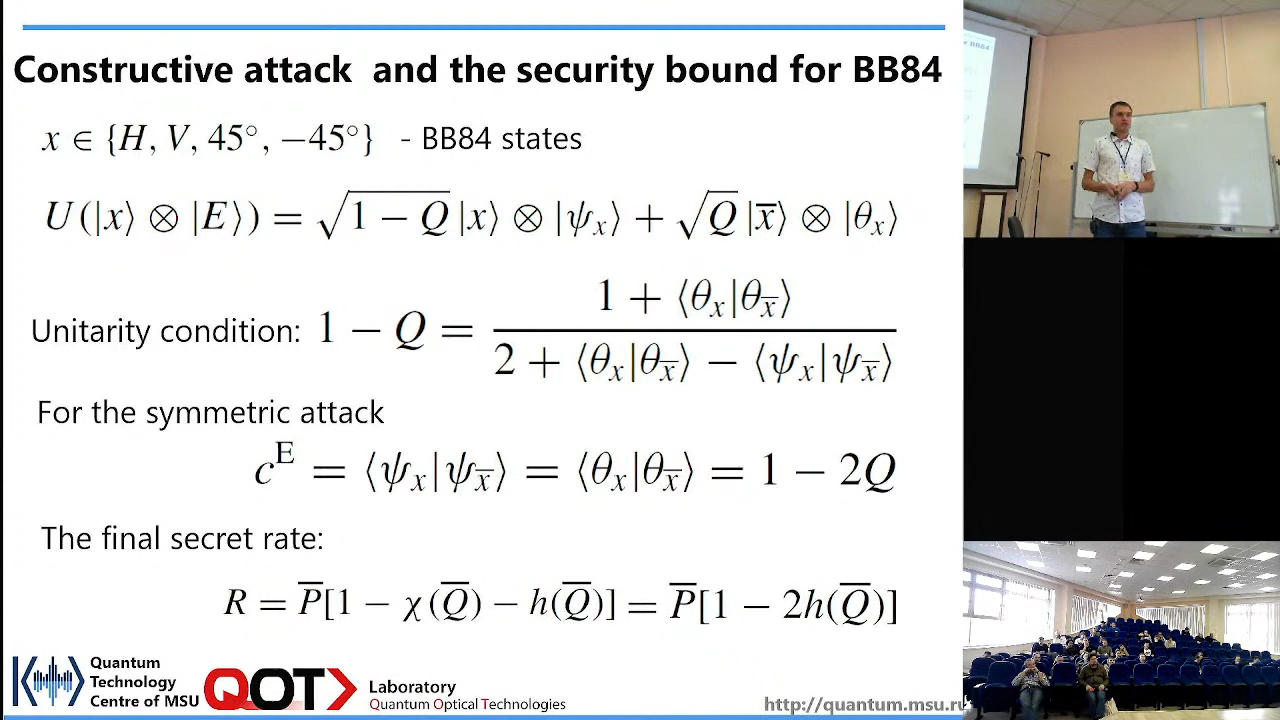 Constructive attack and the security bound for BB84
x ∈ {H, V, 45°, −45°} - BB84 states
U(|x⟩ ⊗ |E⟩) = √(1 − Q) |x⟩ ⊗ |ψ_x⟩ + √Q |x̅⟩ ⊗ |θ_x⟩
Unitarity condition: 1 − Q = (1 + ⟨θ_x|θ_x̅⟩) / (2 + ⟨θ_x|θ_x̅⟩ − ⟨ψ_x|ψ_x̅⟩)
For the symmetric attack
c^E = ⟨ψ_x|ψ_x̅⟩ = ⟨θ_x|θ_x̅⟩ = 1 − 2Q
The final secret rate:
R = P̅[1 − χ(Q̅) − h(Q̅)] = P̅[1 − 2h(Q̅)]
Quantum
Technology
Centre of MSU
QOT
Laboratory
Quantum Optical Technologies
http://quantum.msu.ru
BB84